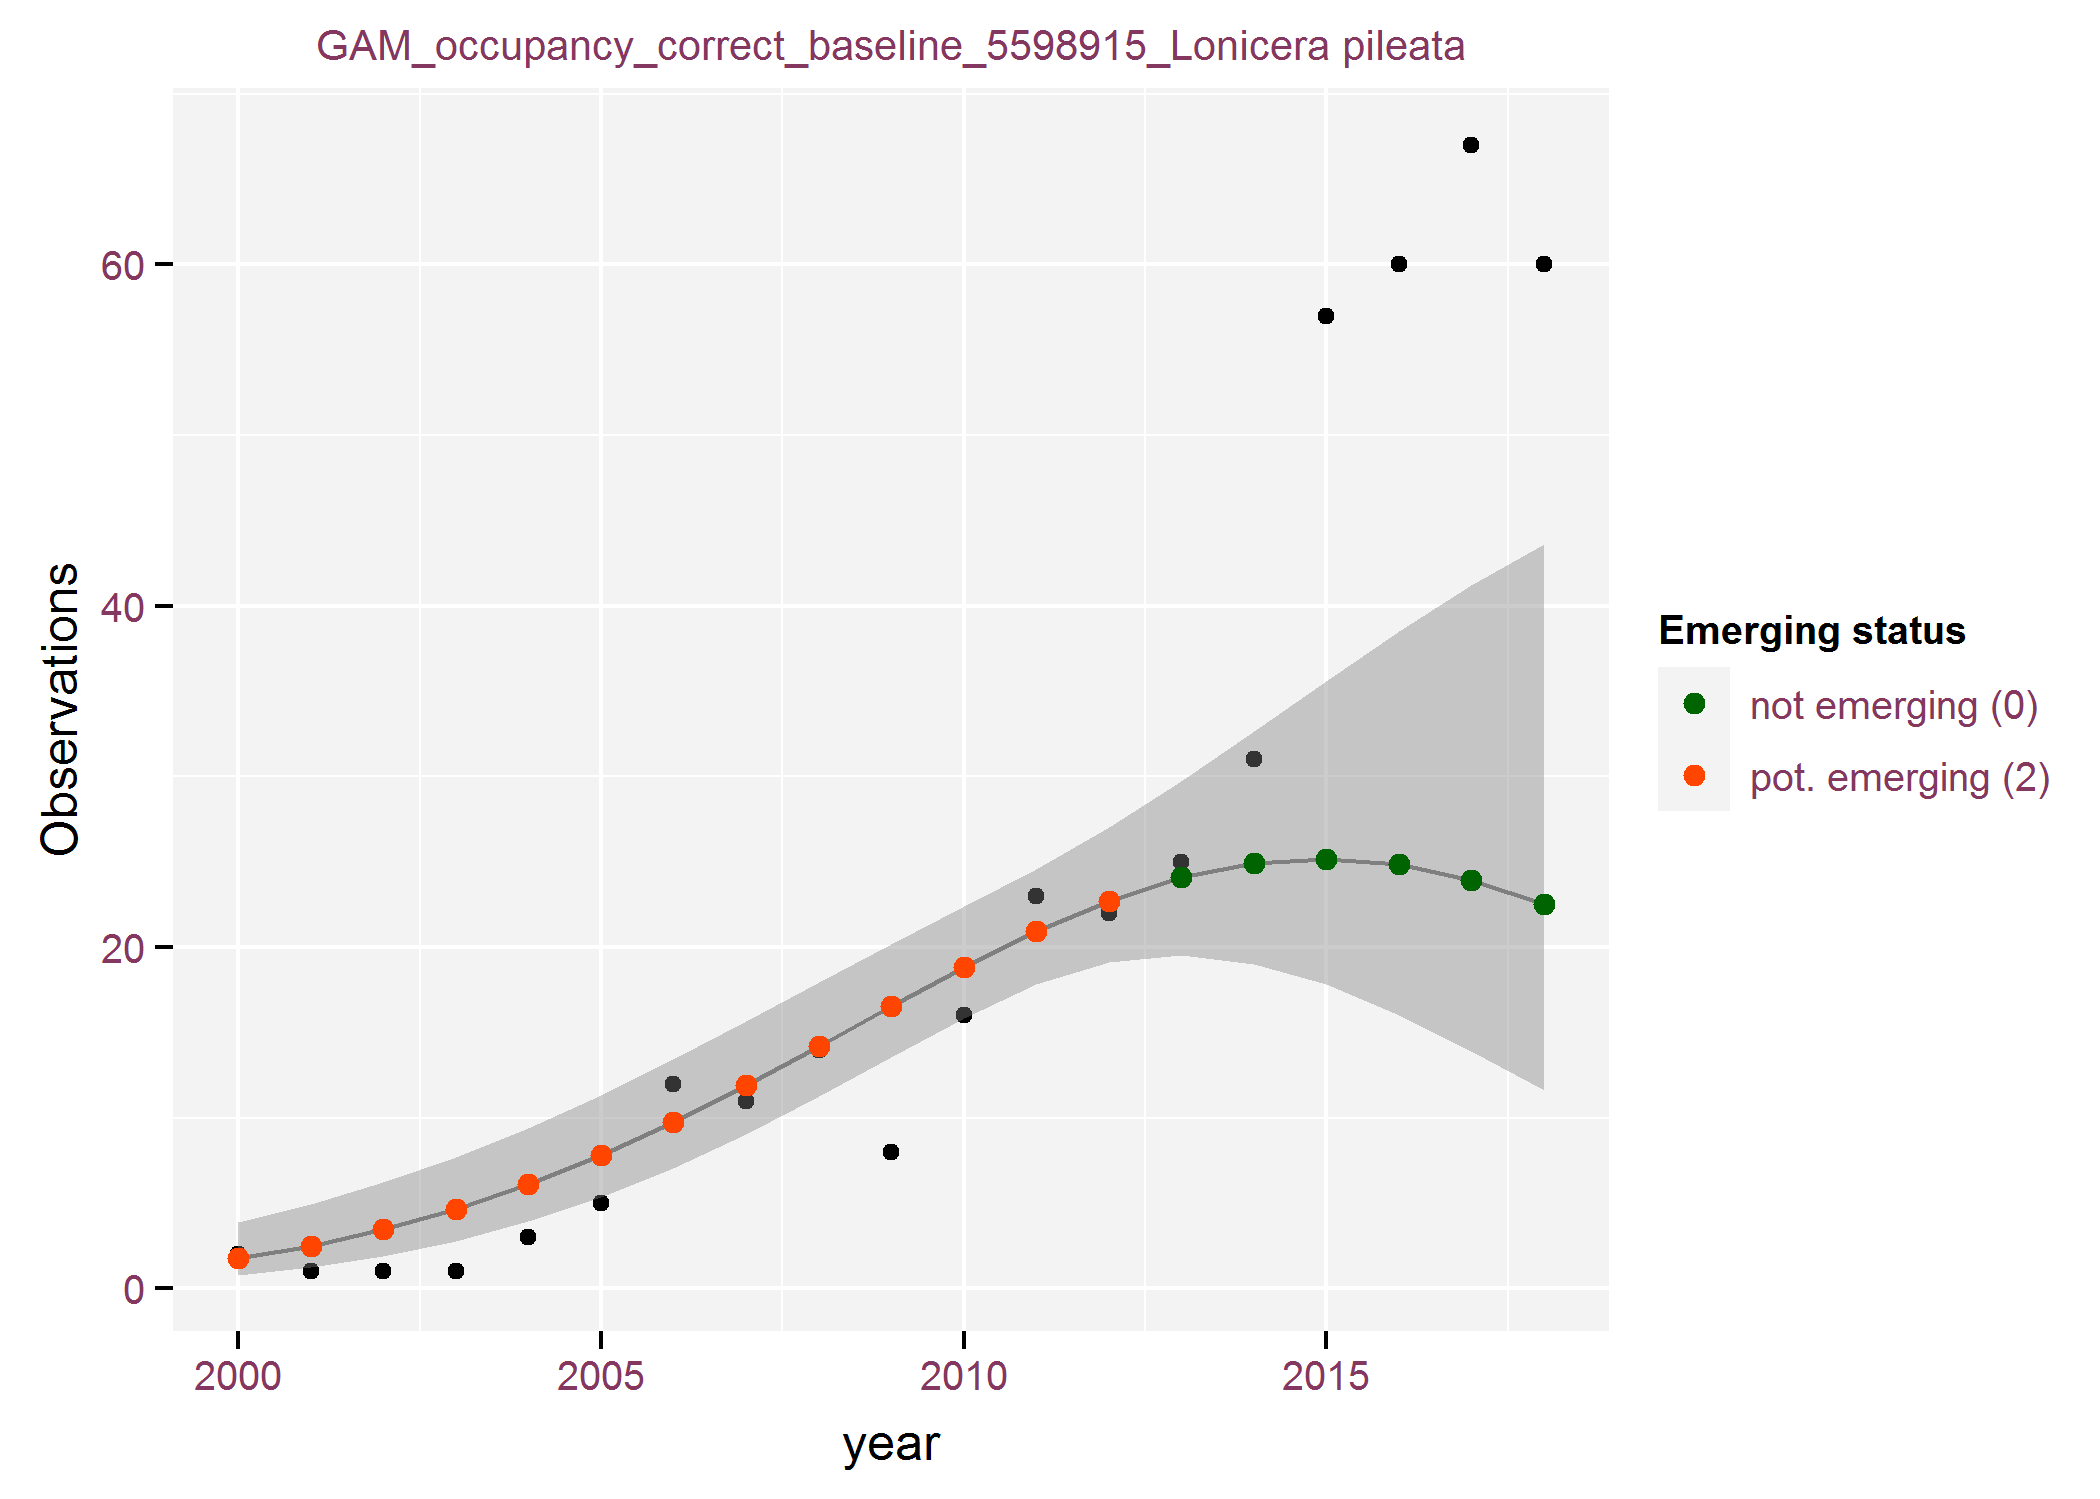 GAM_occupancy_correct_baseline_5598915_Lonicera pileata
60
40
20
0
Observations
2000 2005 2010 2015
year
Emerging status
not emerging (0)
pot. emerging (2)